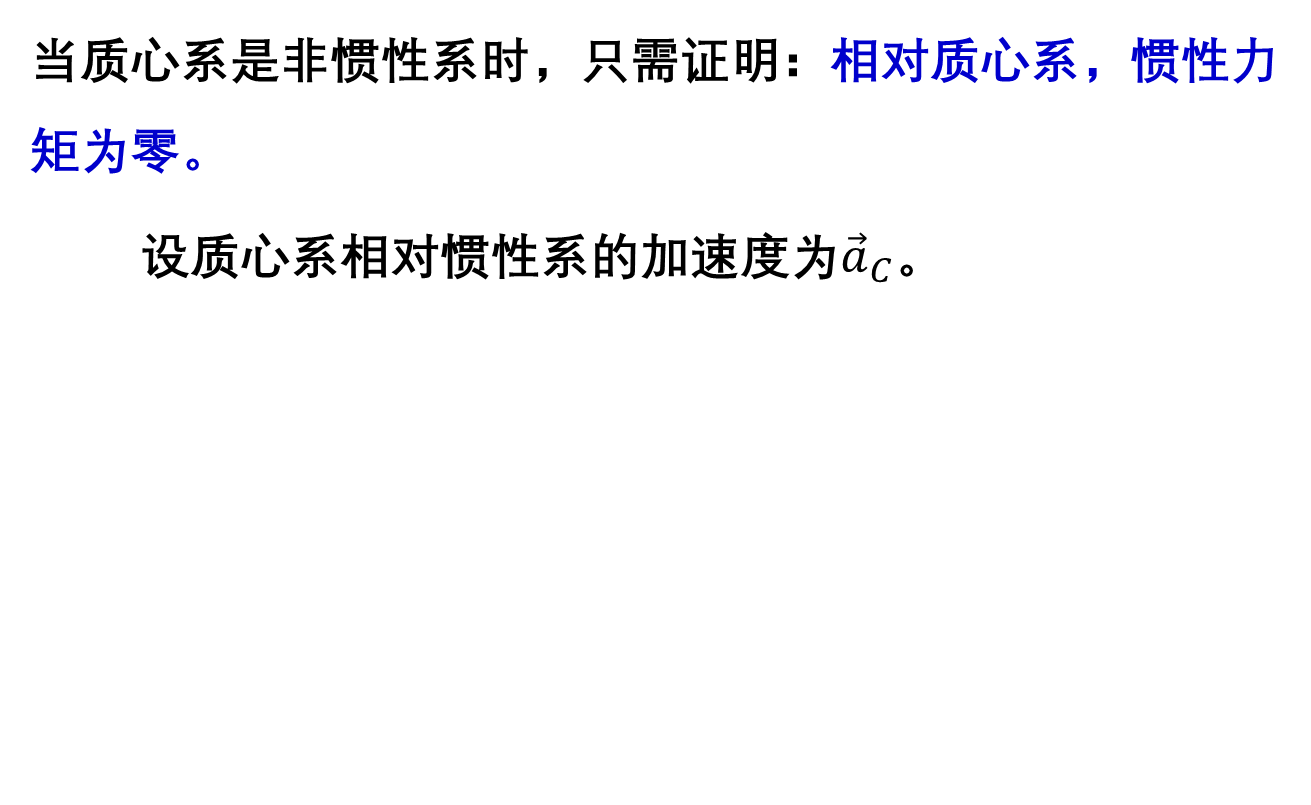 当质心系是非惯性系时，只需证明：相对质心系，惯性力
矩为零。
设质心系相对惯性系的加速度为$\vec{a}_C$。